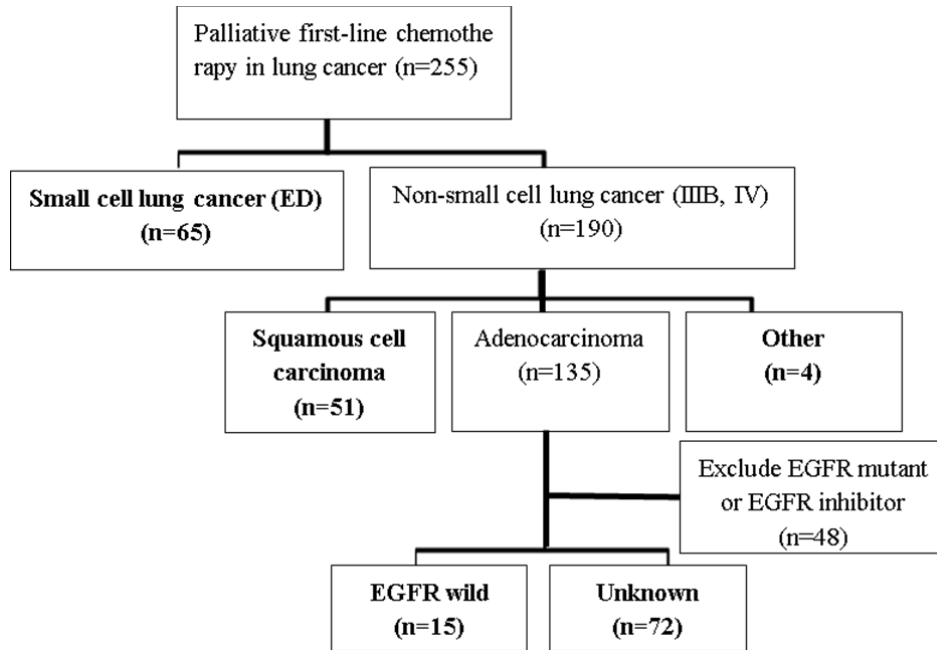 Palliative first-line chemothe
rapy in lung cancer (n=255)
Small cell lung cancer (ED)
(n=65)
Non-small cell lung cancer (IIIB, IV)
(n=190)
Squamous cell
carcinoma
(n=51)
Adenocarcinoma
(n=135)
Other
(n=4)
Exclude EGFR mutant
or EGFR inhibitor
(n=48)
EGFR wild
(n=15)
Unknown
(n=72)